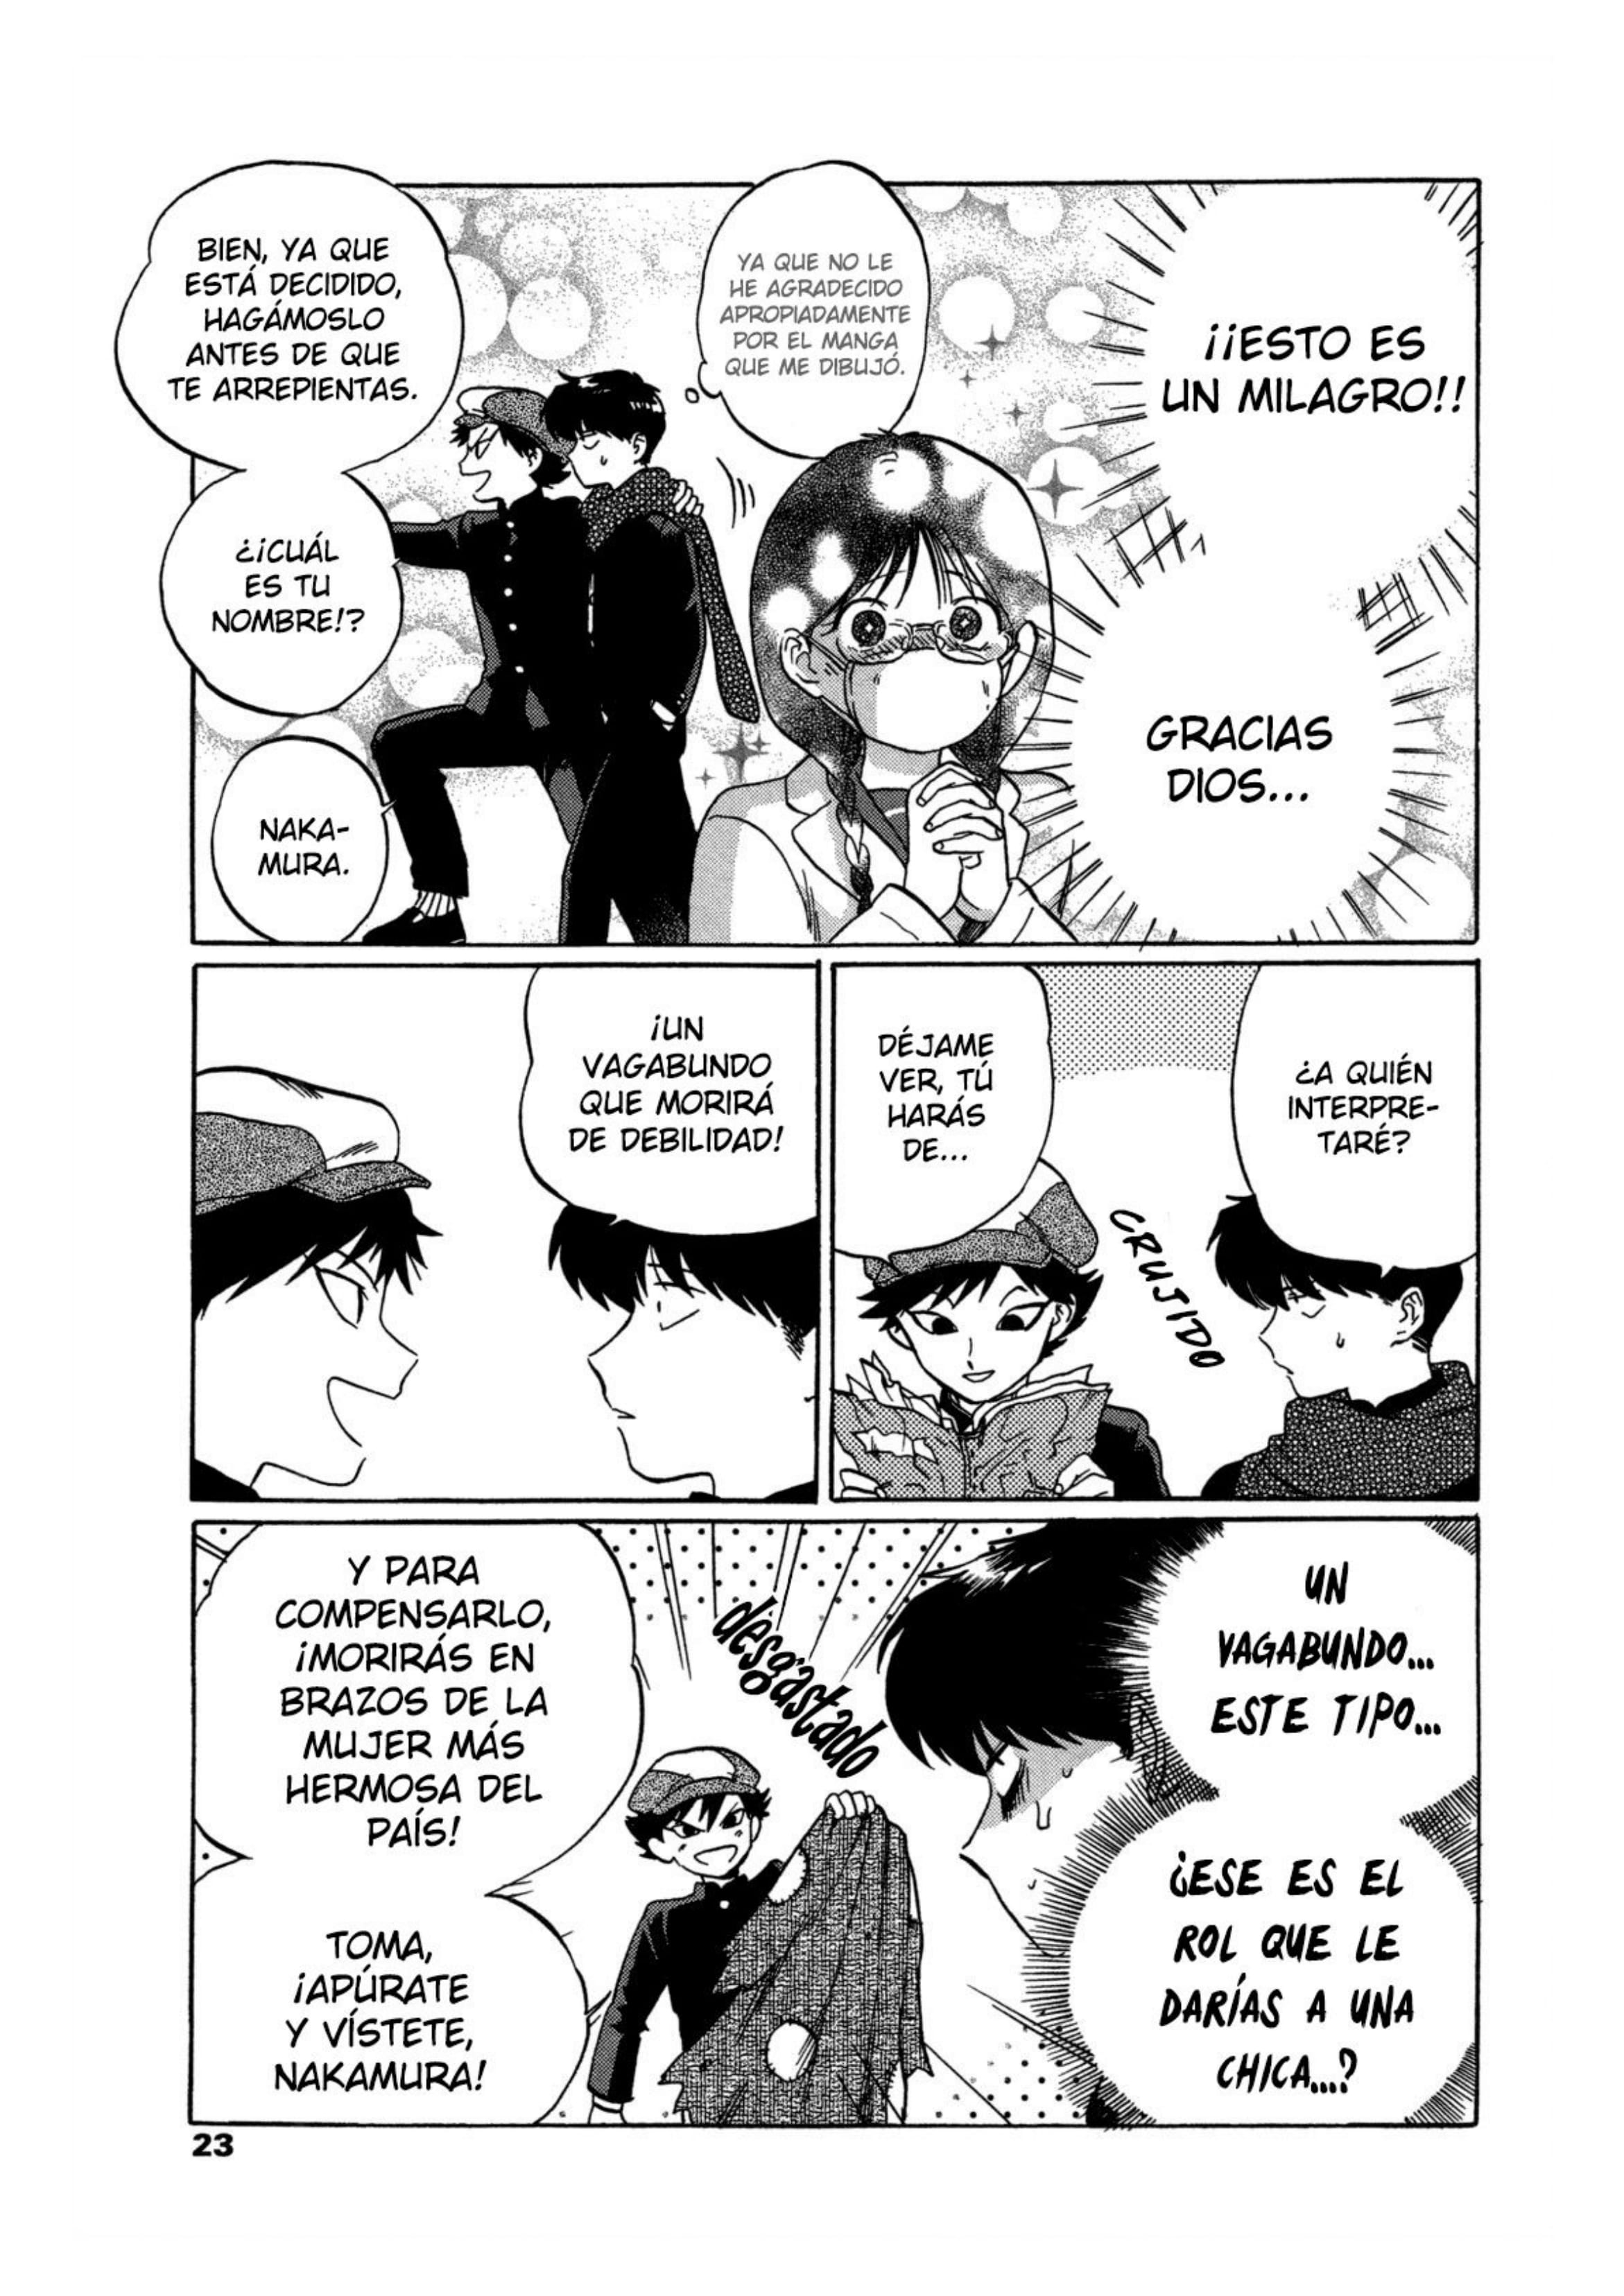 ¡¡ESTO ES
UN MILAGRO!!
GRACIAS
DIOS...
YA QUE NO LE
HE AGRADECIDO
APROPIADAMENTE
POR EL MANGA
QUE ME DIBUJÓ.
BIEN, YA QUE
ESTÁ DECIDIDO,
HAGÁMOSLO
ANTES DE QUE
TE ARREPIENTAS.
¿¡CUÁL
ES TU
NOMBRE!?
NAKA-
MURA.
¿A QUIÉN
INTERPRE-
TARÉ?
CRUJIDO
DÉJAME
VER, TÚ
HARÁS
DE...
¡UN
VAGABUNDO
QUE MORIRÁ
DE DEBILIDAD!
UN
VAGABUNDO...
ESTE TIPO...
¿ESE ES EL
ROL QUE LE
DARÍAS A UNA
CHICA...?
desgastado
Y PARA
COMPENSARLO,
¡MORIRÁS EN
BRAZOS DE LA
MUJER MÁS
HERMOSA DEL
PAÍS!
TOMA,
¡APÚRATE
Y VÍSTETE,
NAKAMURA!
23